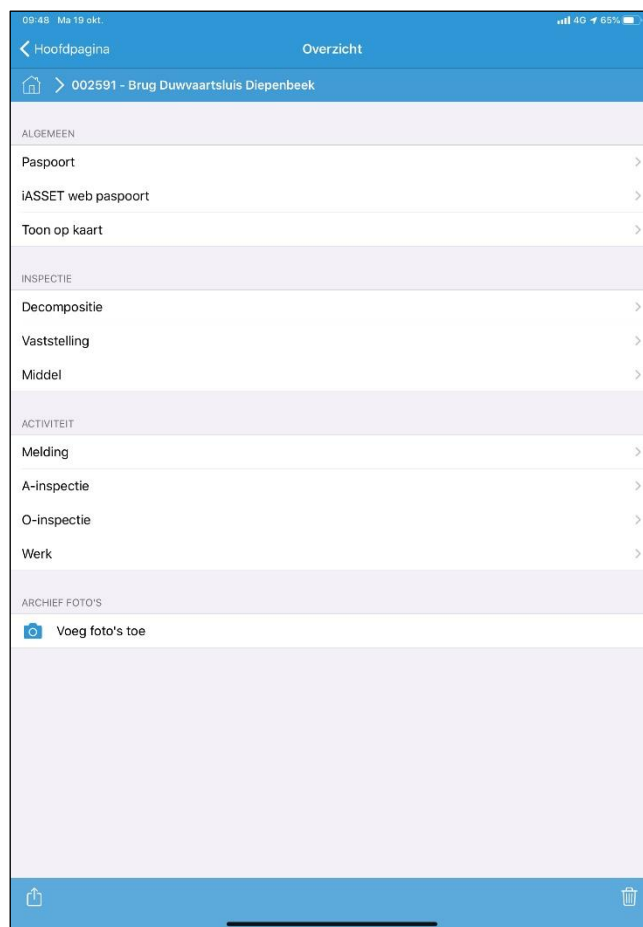 09:48 Ma 19 okt. 4G 65%
Hoofdpagina Overzicht
002591 - Brug Duwvaartsluis Diepenbeek
ALGEMEEN
Paspoort
iASSET web paspoort
Toon op kaart
INSPECTIE
Decompositie
Vaststelling
Middel
ACTIVITEIT
Melding
A-inspectie
O-inspectie
Werk
ARCHIEF FOTO'S
Voeg foto's toe